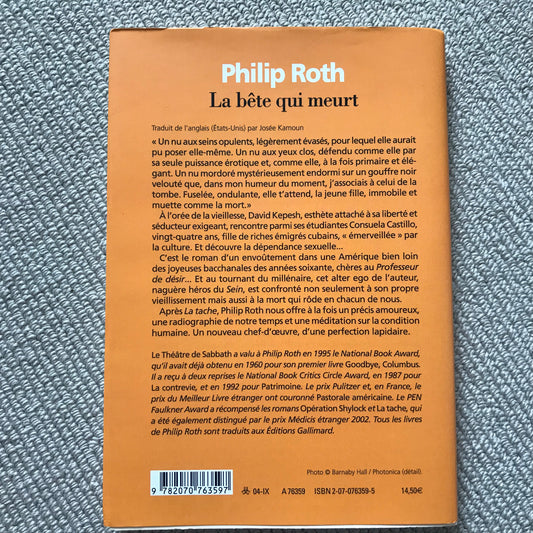 Philip Roth
La bête qui meurt
Traduit de l'anglais (États-Unis) par Josée Kamoun
« Un nu aux seins opulents, légèrement évasés, pour lequel elle aurait
pu poser elle-même. Un nu aux yeux clos, défendu comme elle par
sa seule puissance érotique et, comme elle, à la fois primaire et élé-
gant. Un nu mordoré mystérieusement endormi sur un gouffre noir
velouté que, dans mon humeur du moment, j'associais à celui de la
tombe. Fuselée, ondulante, elle t'attend, la jeune fille, immobile et
muette comme la mort.»
À l'orée de la vieillesse, David Kepesh, esthète attaché à sa liberté et
séducteur exigeant, rencontre parmi ses étudiantes Consuela Castillo,
vingt-quatre ans, fille de riches émigrés cubains, « émerveillée » par
la culture. Et découvre la dépendance sexuelle...
C'est le roman d'un envoûtement dans une Amérique bien loin
des joyeuses bacchanales des années soixante, chères au Professeur
de désir... Et au tournant du millénaire, cet alter ego de l'auteur,
naguère héros du Sein, est confronté non seulement à son propre
vieillissement mais aussi à la mort qui rôde en chacun de nous.
Après La tache, Philip Roth nous offre à la fois un précis amoureux,
une radiographie de notre temps et une méditation sur la condition
humaine. Un nouveau chef-d'œuvre, d'une perfection lapidaire.
Le Théâtre de Sabbath a valu à Philip Roth en 1995 le National Book Award,
qu'il avait déjà obtenu en 1960 pour son premier livre Goodbye, Columbus.
Il a reçu à deux reprises le National Book Critics Circle Award, en 1987 pour
La contrevie, et en 1992 pour Patrimoine. Le prix Pulitzer et, en France, le
prix du Meilleur Livre étranger ont couronné Pastorale américaine. Le PEN
Faulkner Award a récompensé les romans Opération Shylock et La tache, qui
a été également distingué par le prix Médicis étranger 2002. Tous les livres
de Philip Roth sont traduits aux Éditions Gallimard.
Photo © Barnaby Hall / Photonica (détail).
9 782070 763597
04-IX A 76359 ISBN 2-07-076359-5 14,50€